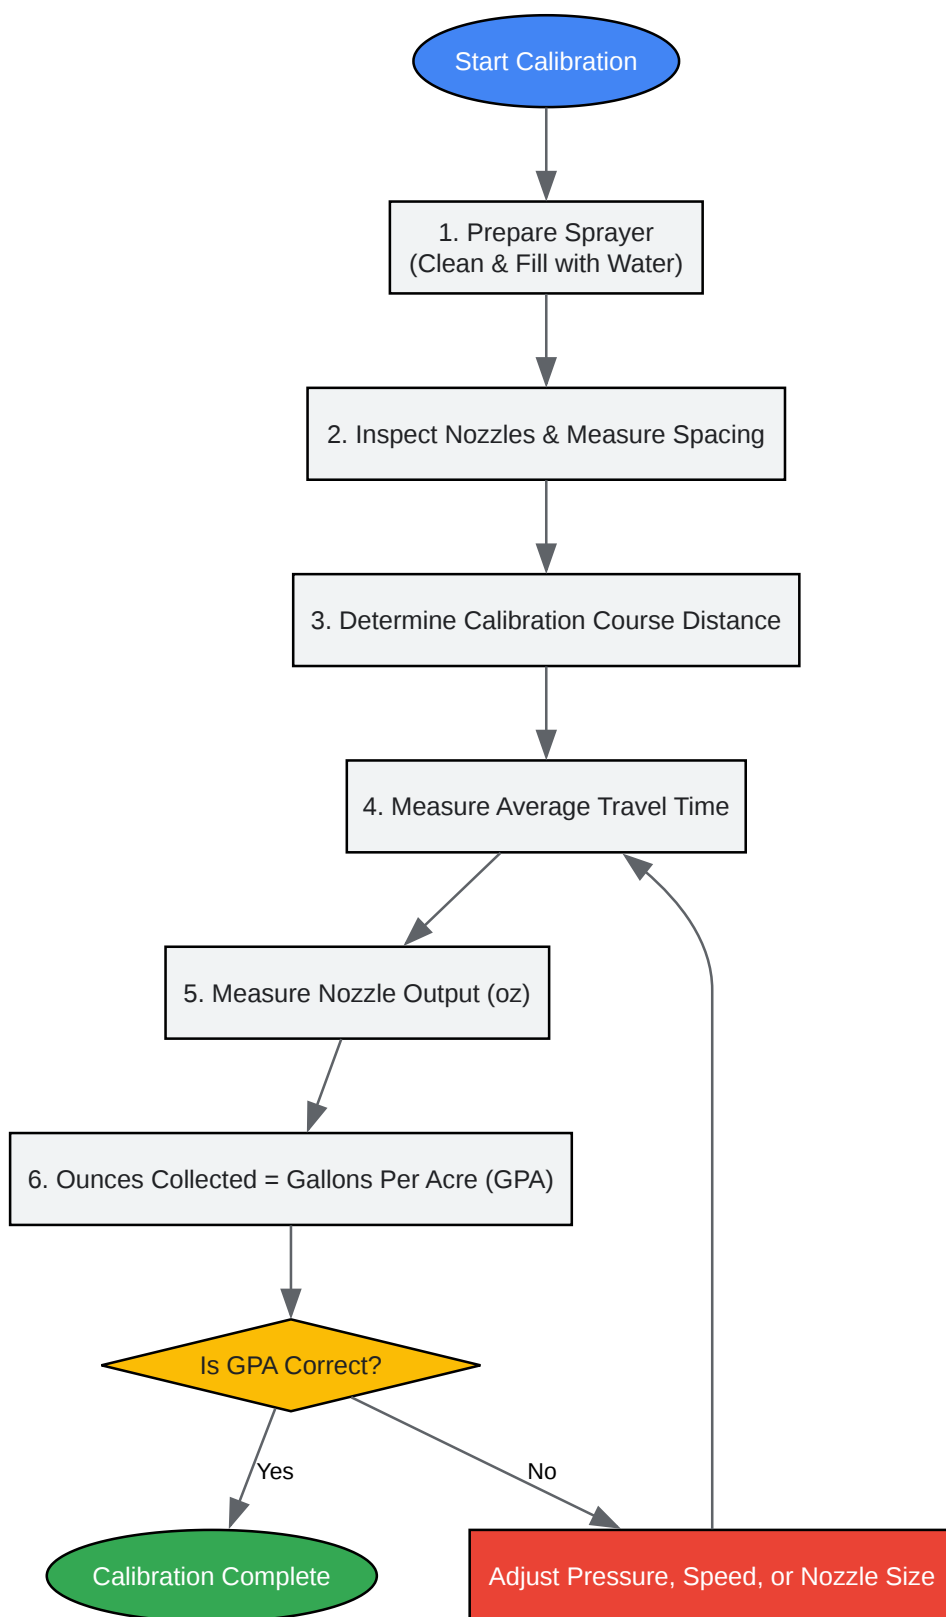 Start Calibration
1. Prepare Sprayer
(Clean & Fill with Water)
2. Inspect Nozzles & Measure Spacing
3. Determine Calibration Course Distance
4. Measure Average Travel Time
5. Measure Nozzle Output (oz)
6. Ounces Collected = Gallons Per Acre (GPA)
Is GPA Correct?
Yes
No
Calibration Complete
Adjust Pressure, Speed, or Nozzle Size